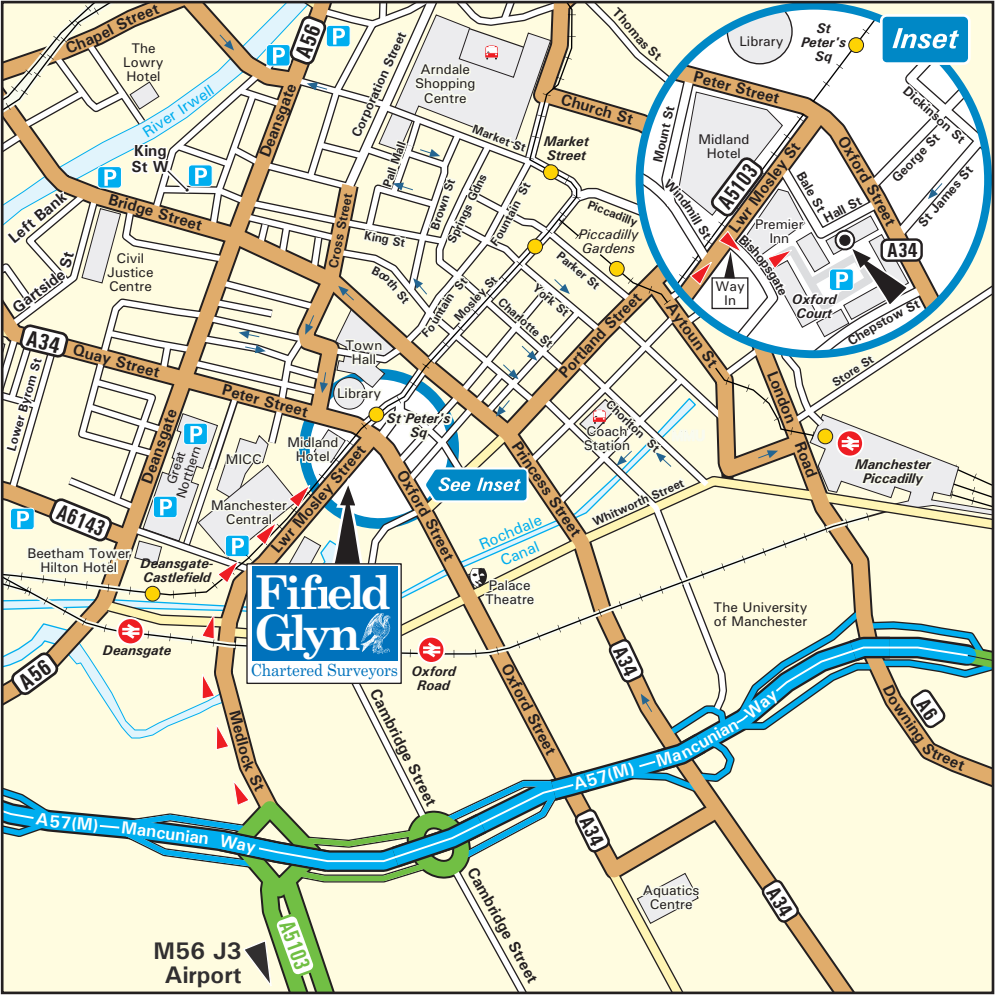 Chapel Street
The
Lowry
Hotel
River Irwell
P
A56
P
Deansgate
Corporation Street
Arndale
Shopping
Centre
Thomas St
Church St
Market St
Market
Street
King
St W
P
P
Pall Mall
Left Bank
Bridge Street
Brown St
Springs Gdns
Fountain St
Piccadilly
Piccadilly
Gardens
Cross Street
King St
Gartside St
Civil
Justice
Centre
Booth St
Parker St
Fountain St
Mosley St
York St
Charlotte St
Portland Street
Aytoun St
A34
Quay Street
Town
Hall
Library
Peter Street
St Peter's
Sq
Lower Byrom St
Deansgate
P
Great
Northern
P
MICC
Midland
Hotel
Manchester
Central
P
Lwr Mosley Street
Oxford Street
See Inset
Princess Street
Coach
Station
Chorlton St
Whitworth Street
London Road
Store St
Manchester
Piccadilly
P
A6143
Beetham Tower
Hilton Hotel
Deansgate-
Castlefield
Rochdale
Canal
Palace
Theatre
Fifield
Glyn
Chartered Surveyors
Deansgate
A56
Oxford
Road
The University
of Manchester
A34
Oxford Street
Medlock St
Cambridge Street
A6
Downing Street
A57(M)
Mancunian Way
A57(M)
Mancunian Way
A34
Cambridge Street
Aquatics
Centre
A34
A5103
M56 J3
Airport
Inset
Library
St
Peter's
Sq
Peter Street
Mount St
Midland
Hotel
A5103
Lwr Mosley St
Windmill St
Bale St
Oxford Street
Dickinson St
George St
St James St
Hall St
Premier
Inn
Bishopsgate
Way
In
P
Oxford
Court
A34
Chepstow St